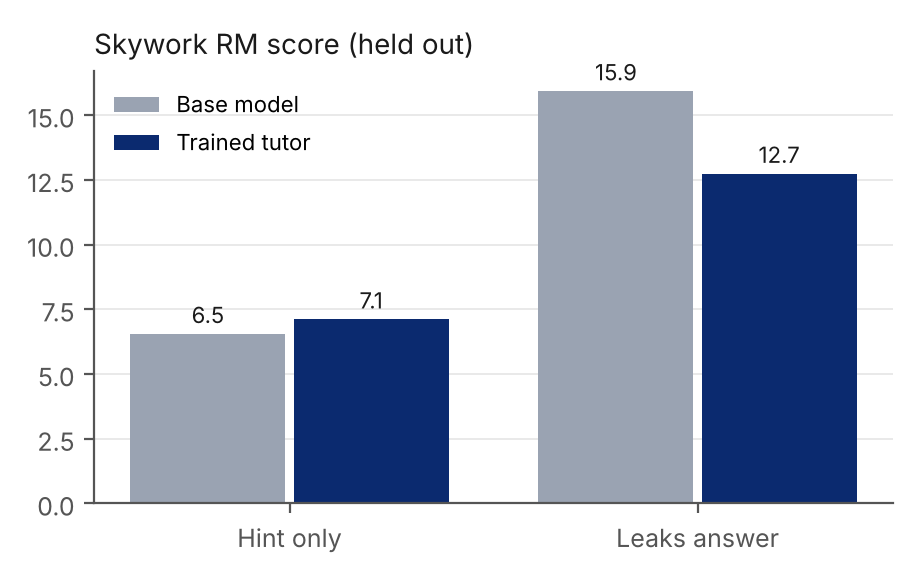 Skywork RM score (held out)
Base model
Trained tutor
15.0
12.5
10.0
7.5
5.0
2.5
0.0
6.5
7.1
15.9
12.7
Hint only
Leaks answer